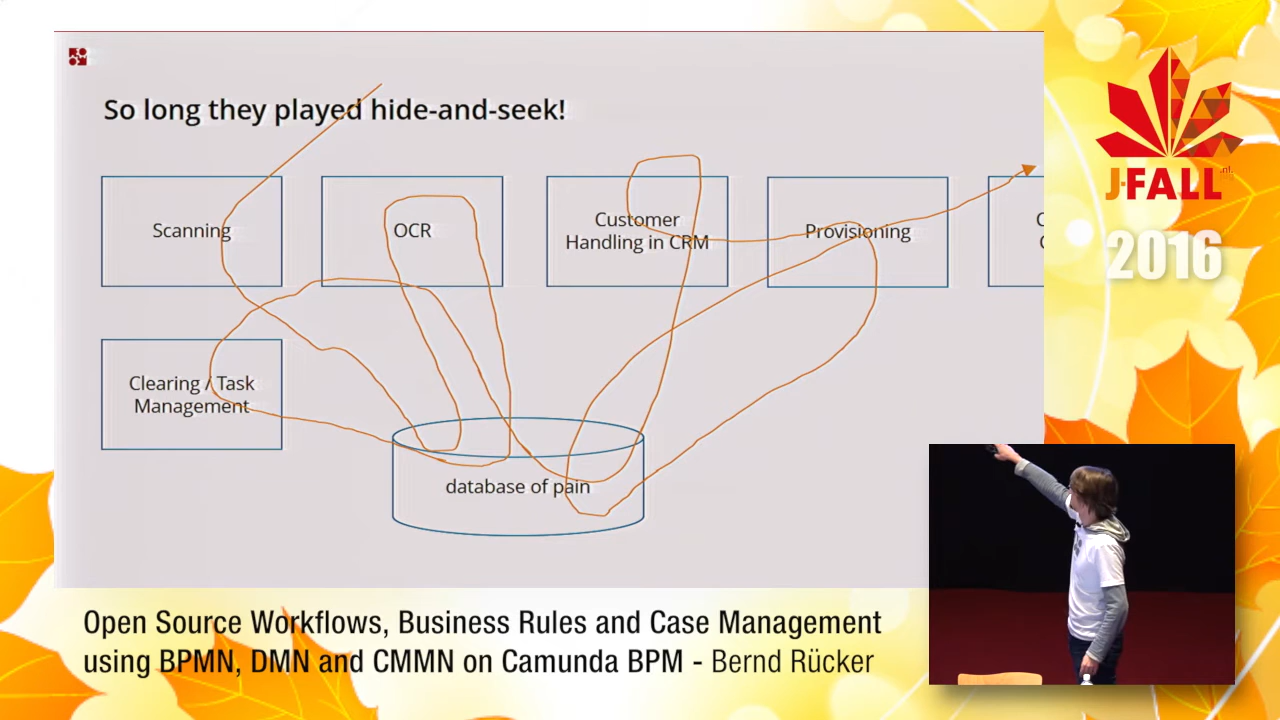 So long they played hide-and-seek!
Scanning
OCR
Customer
Handling in CRM
Provisioning
Clearing / Task
Management
database of pain
J-FALL
.nl
2016
Open Source Workflows, Business Rules and Case Management
using BPMN, DMN and CMMN on Camunda BPM - Bernd Rücker